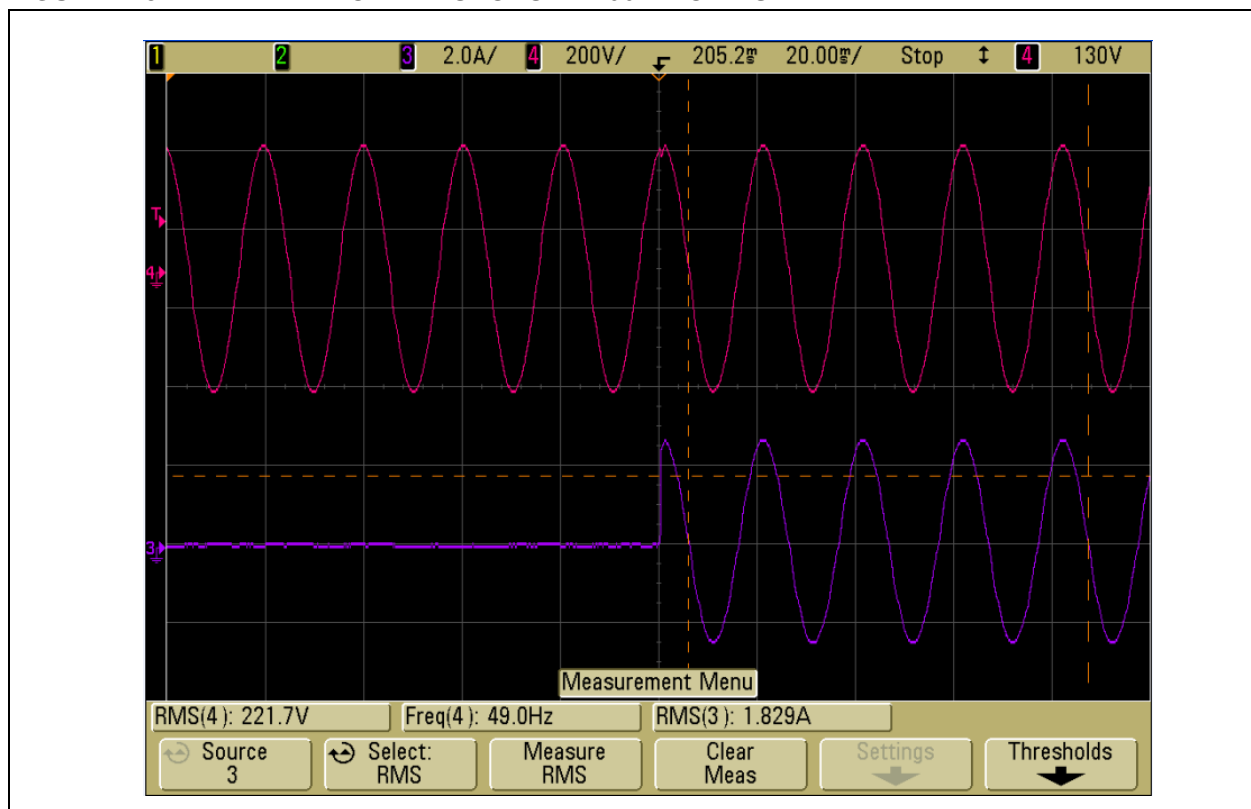 1 2 3 2.0A/ 4 200V/ 205.2ms 20.00ms/ Stop ↕ 4 130V
T
4
3
Measurement Menu
RMS(4): 221.7V Freq(4): 49.0Hz RMS(3): 1.829A
Source Select: Measure Clear Settings Thresholds
3 RMS RMS Meas